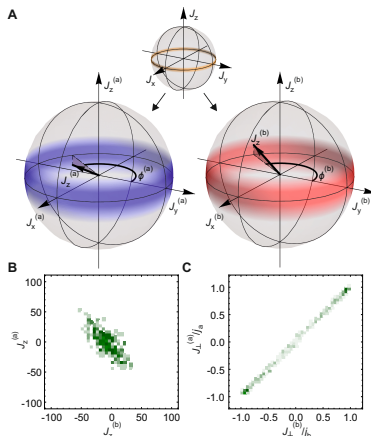 A
J_z
J_x
J_y
J_z^(a)
J_z^(b)
J_z^(a)
ϕ^(a)
J_z^(b)
ϕ^(b)
J_x^(a)
J_y^(a)
J_x^(b)
J_y^(b)
B
C
100
50
0
-50
-100
J_z^(a)
-100 -50 0 50 100
J_z^(b)
1.0
0.5
0.0
-0.5
-1.0
J_⊥^(a)/j_a
-1.0 -0.5 0.0 0.5 1.0
J_⊥^(b)/j_b